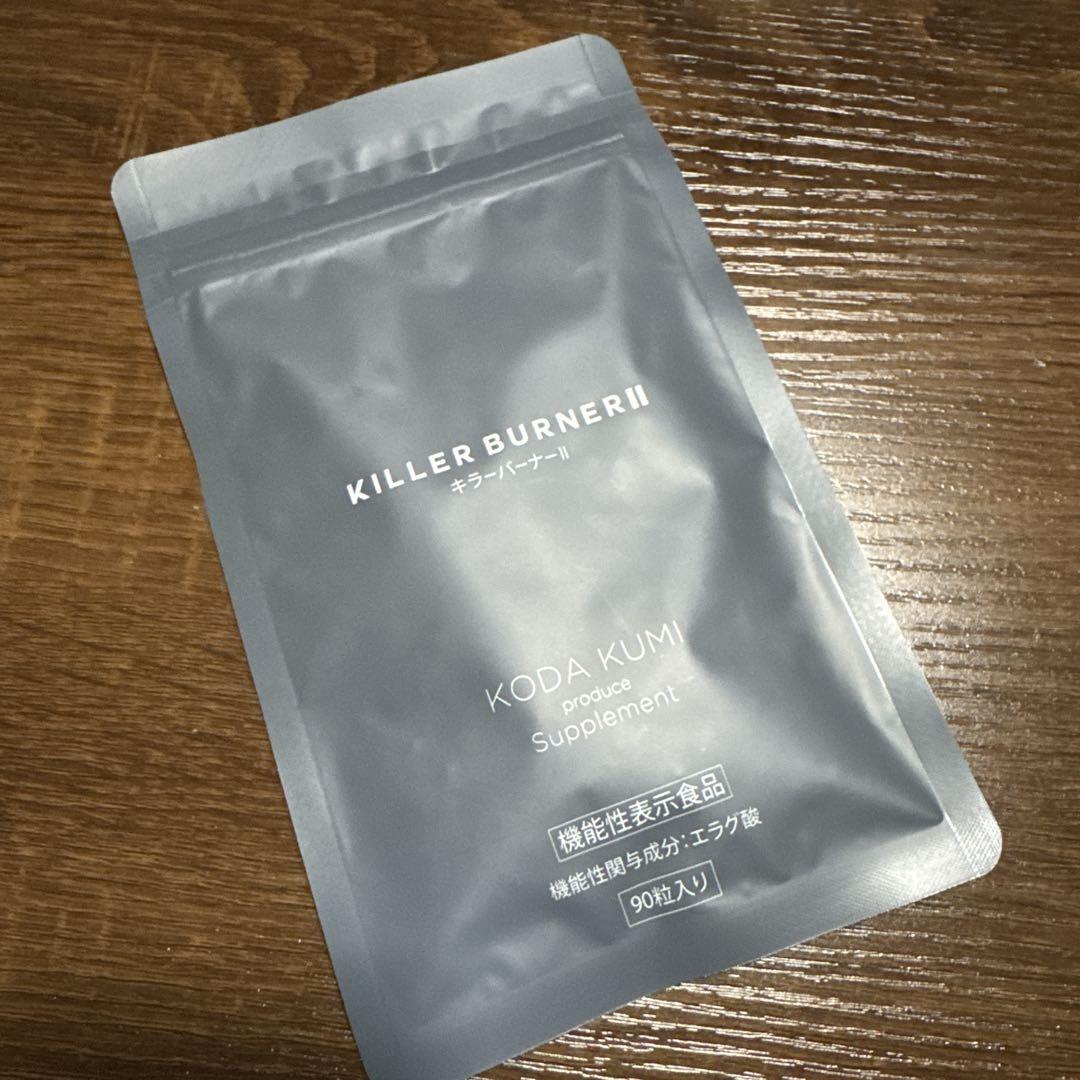 KILLER BURNERⅡ
キラーバーナーⅡ
KODA KUMI
produce
Supplement
機能性表示食品
機能性関与成分:エラグ酸
90粒入り